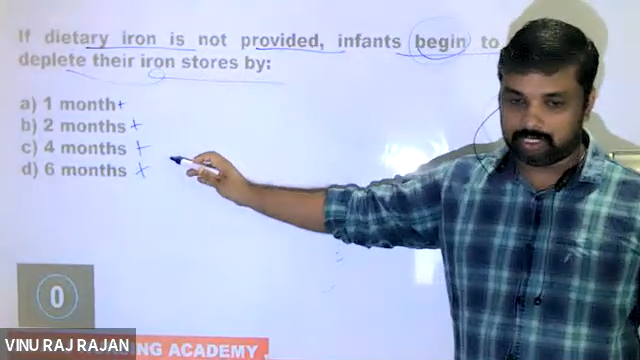 If dietary iron is not provided, infants begin to
deplete their iron stores by:
a) 1 month
b) 2 months
c) 4 months
d) 6 months
0
VINU RAJ RAJAN
ACADEMY